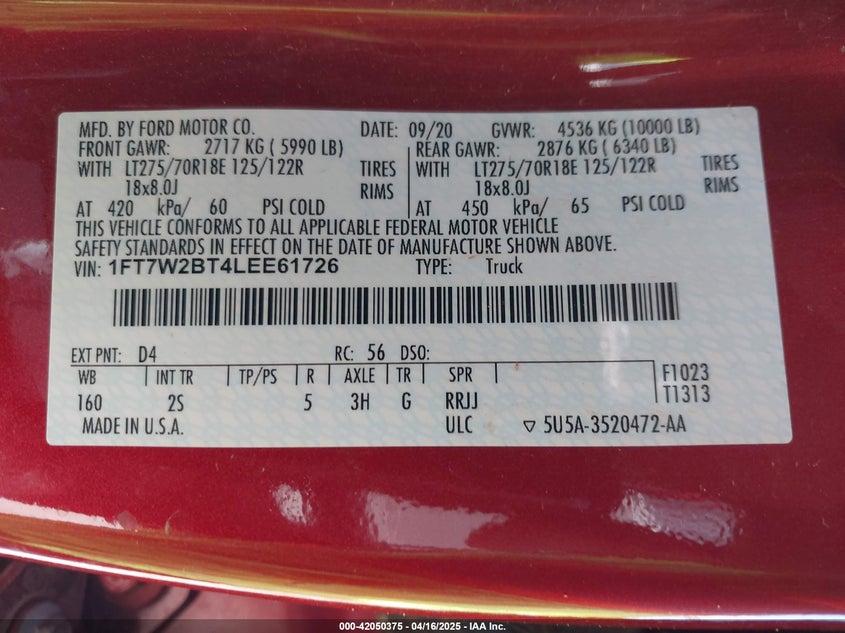 MFD. BY FORD MOTOR CO. DATE: 09/20 GVWR: 4536 KG (10000 LB)
FRONT GAWR: 2717 KG ( 5990 LB) REAR GAWR: 2876 KG ( 6340 LB)
WITH LT275/70R18E 125/122R TIRES WITH LT275/70R18E 125/122R TIRES
18x8.0J RIMS 18x8.0J RIMS
AT 420 kPa/ 60 PSI COLD AT 450 kPa/ 65 PSI COLD
THIS VEHICLE CONFORMS TO ALL APPLICABLE FEDERAL MOTOR VEHICLE
SAFETY STANDARDS IN EFFECT ON THE DATE OF MANUFACTURE SHOWN ABOVE.
VIN: 1FT7W2BT4LEE61726 TYPE: Truck
EXT PNT: D4 RC: 56 DSO:
WB INT TR TP/PS R AXLE TR SPR F1023
160 2S 5 3H G RRJJ T1313
MADE IN U.S.A. ULC ▽ 5U5A-3520472-AA
000-42050375 - 04/16/2025 - IAA Inc.